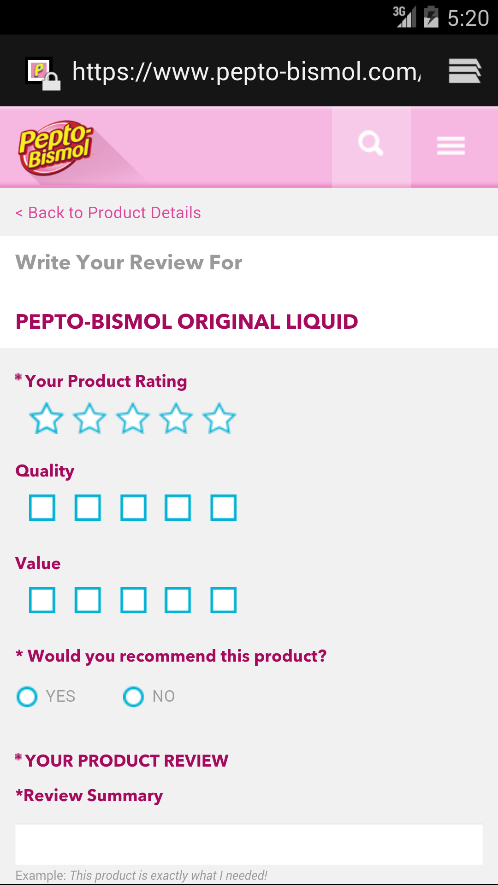 3G 5:20
https://www.pepto-bismol.com/
Pepto-
Bismol
< Back to Product Details
Write Your Review For
PEPTO-BISMOL ORIGINAL LIQUID
* Your Product Rating
Quality
Value
* Would you recommend this product?
YES NO
* YOUR PRODUCT REVIEW
*Review Summary
Example: This product is exactly what I needed!